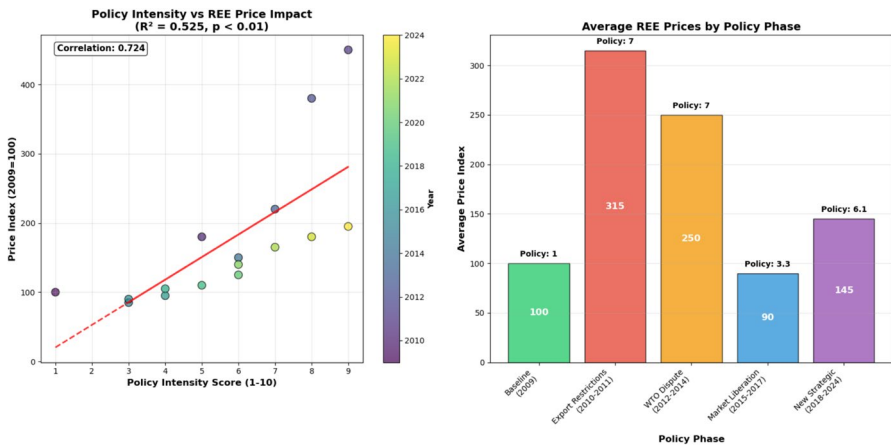 Policy Intensity vs REE Price Impact
(R² = 0.525, p < 0.01)
Correlation: 0.724
Price Index (2009=100)
400
300
200
100
0
1 2 3 4 5 6 7 8 9
Policy Intensity Score (1-10)
2024
2022
2020
2018
2016
2014
2012
2010
Year
Average REE Prices by Policy Phase
Average Price Index
300
250
200
150
100
50
0
Policy: 1
Policy: 7
Policy: 7
Policy: 3.3
Policy: 6.1
100
315
250
90
145
Baseline
(2009)
Export Restrictions
(2010-2011)
WTO Dispute
(2012-2014)
Market Liberation
(2015-2017)
New Strategic
(2018-2024)
Policy Phase